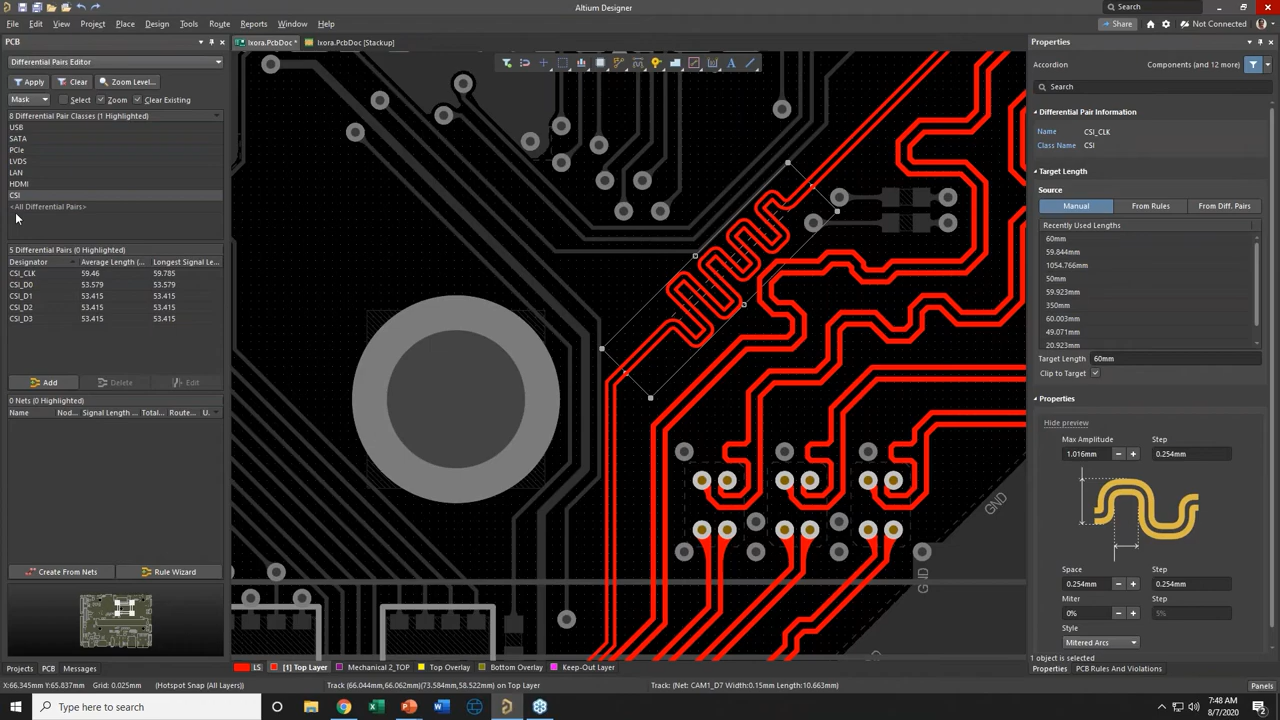 Altium Designer
Search
File Edit View Project Place Design Tools Route Reports Window Help
Share
Not Connected
PCB
Ixora.PcbDoc *
Ixora.PcbDoc [Stackup]
Properties
Differential Pairs Editor
Accordion
Components (and 12 more)
Apply Clear Zoom Level...
Search
Mask Select Zoom Clear Existing
8 Differential Pair Classes (1 Highlighted)
USB
SATA
PCIe
LVDS
LAN
HDMI
CSI
<All Differential Pairs>
5 Differential Pairs (0 Highlighted)
Designator Average Length (... Longest Signal Le...
CSI_CLK 59.46 59.785
CSI_D0 53.579 53.579
CSI_D1 53.415 53.415
CSI_D2 53.415 53.415
CSI_D3 53.415 53.415
Add Delete Edit
0 Nets (0 Highlighted)
Name Nod... Signal Length ... Total... Route... U...
Create From Nets Rule Wizard
Projects PCB Messages
GND
GND
Differential Pair Information
Name CSI_CLK
Class Name CSI
Target Length
Source
Manual From Rules From Diff. Pairs
Recently Used Lengths
60mm
59.844mm
1054.766mm
50mm
59.923mm
350mm
60.003mm
49.071mm
20.923mm
Target Length 60mm
Clip to Target
Properties
Hide preview
Max Amplitude Step
1.016mm 0.254mm
Space Step
0.254mm 0.254mm
Miter Step
0% 5%
Style
Mitered Arcs
1 object is selected
Properties PCB Rules And Violations
LS [1] Top Layer Mechanical 2_TOP Top Overlay Bottom Overlay Keep-Out Layer
X:66.345mm Y:65.837mm Grid: 0.025mm (Hotspot Snap (All Layers)) Track (66.044mm,66.062mm)(73.584mm,58.522mm) on Top Layer Track: (Net: CAM1_D7 Width:0.15mm Length:10.663mm)
Panels
Type here to search
7:48 AM
8/7/2020